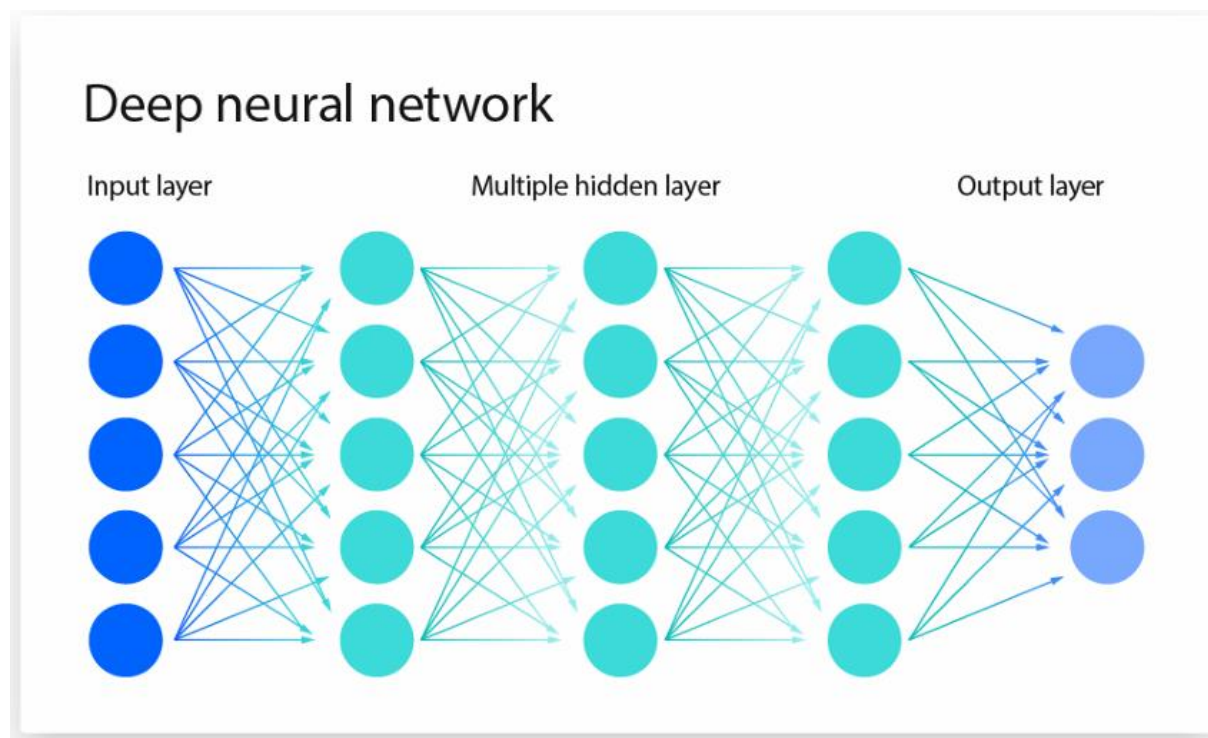 Deep neural network
Input layer
Multiple hidden layer
Output layer